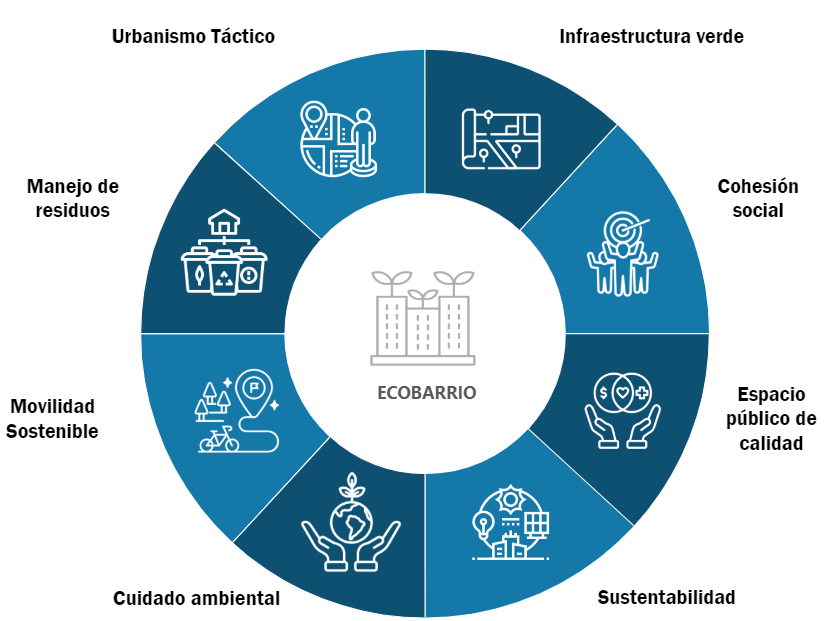 Urbanismo Táctico
Infraestructura verde
Manejo de
residuos
Cohesión
social
ECOBARRIO
Movilidad
Sostenible
Espacio
público de
calidad
Cuidado ambiental
Sustentabilidad